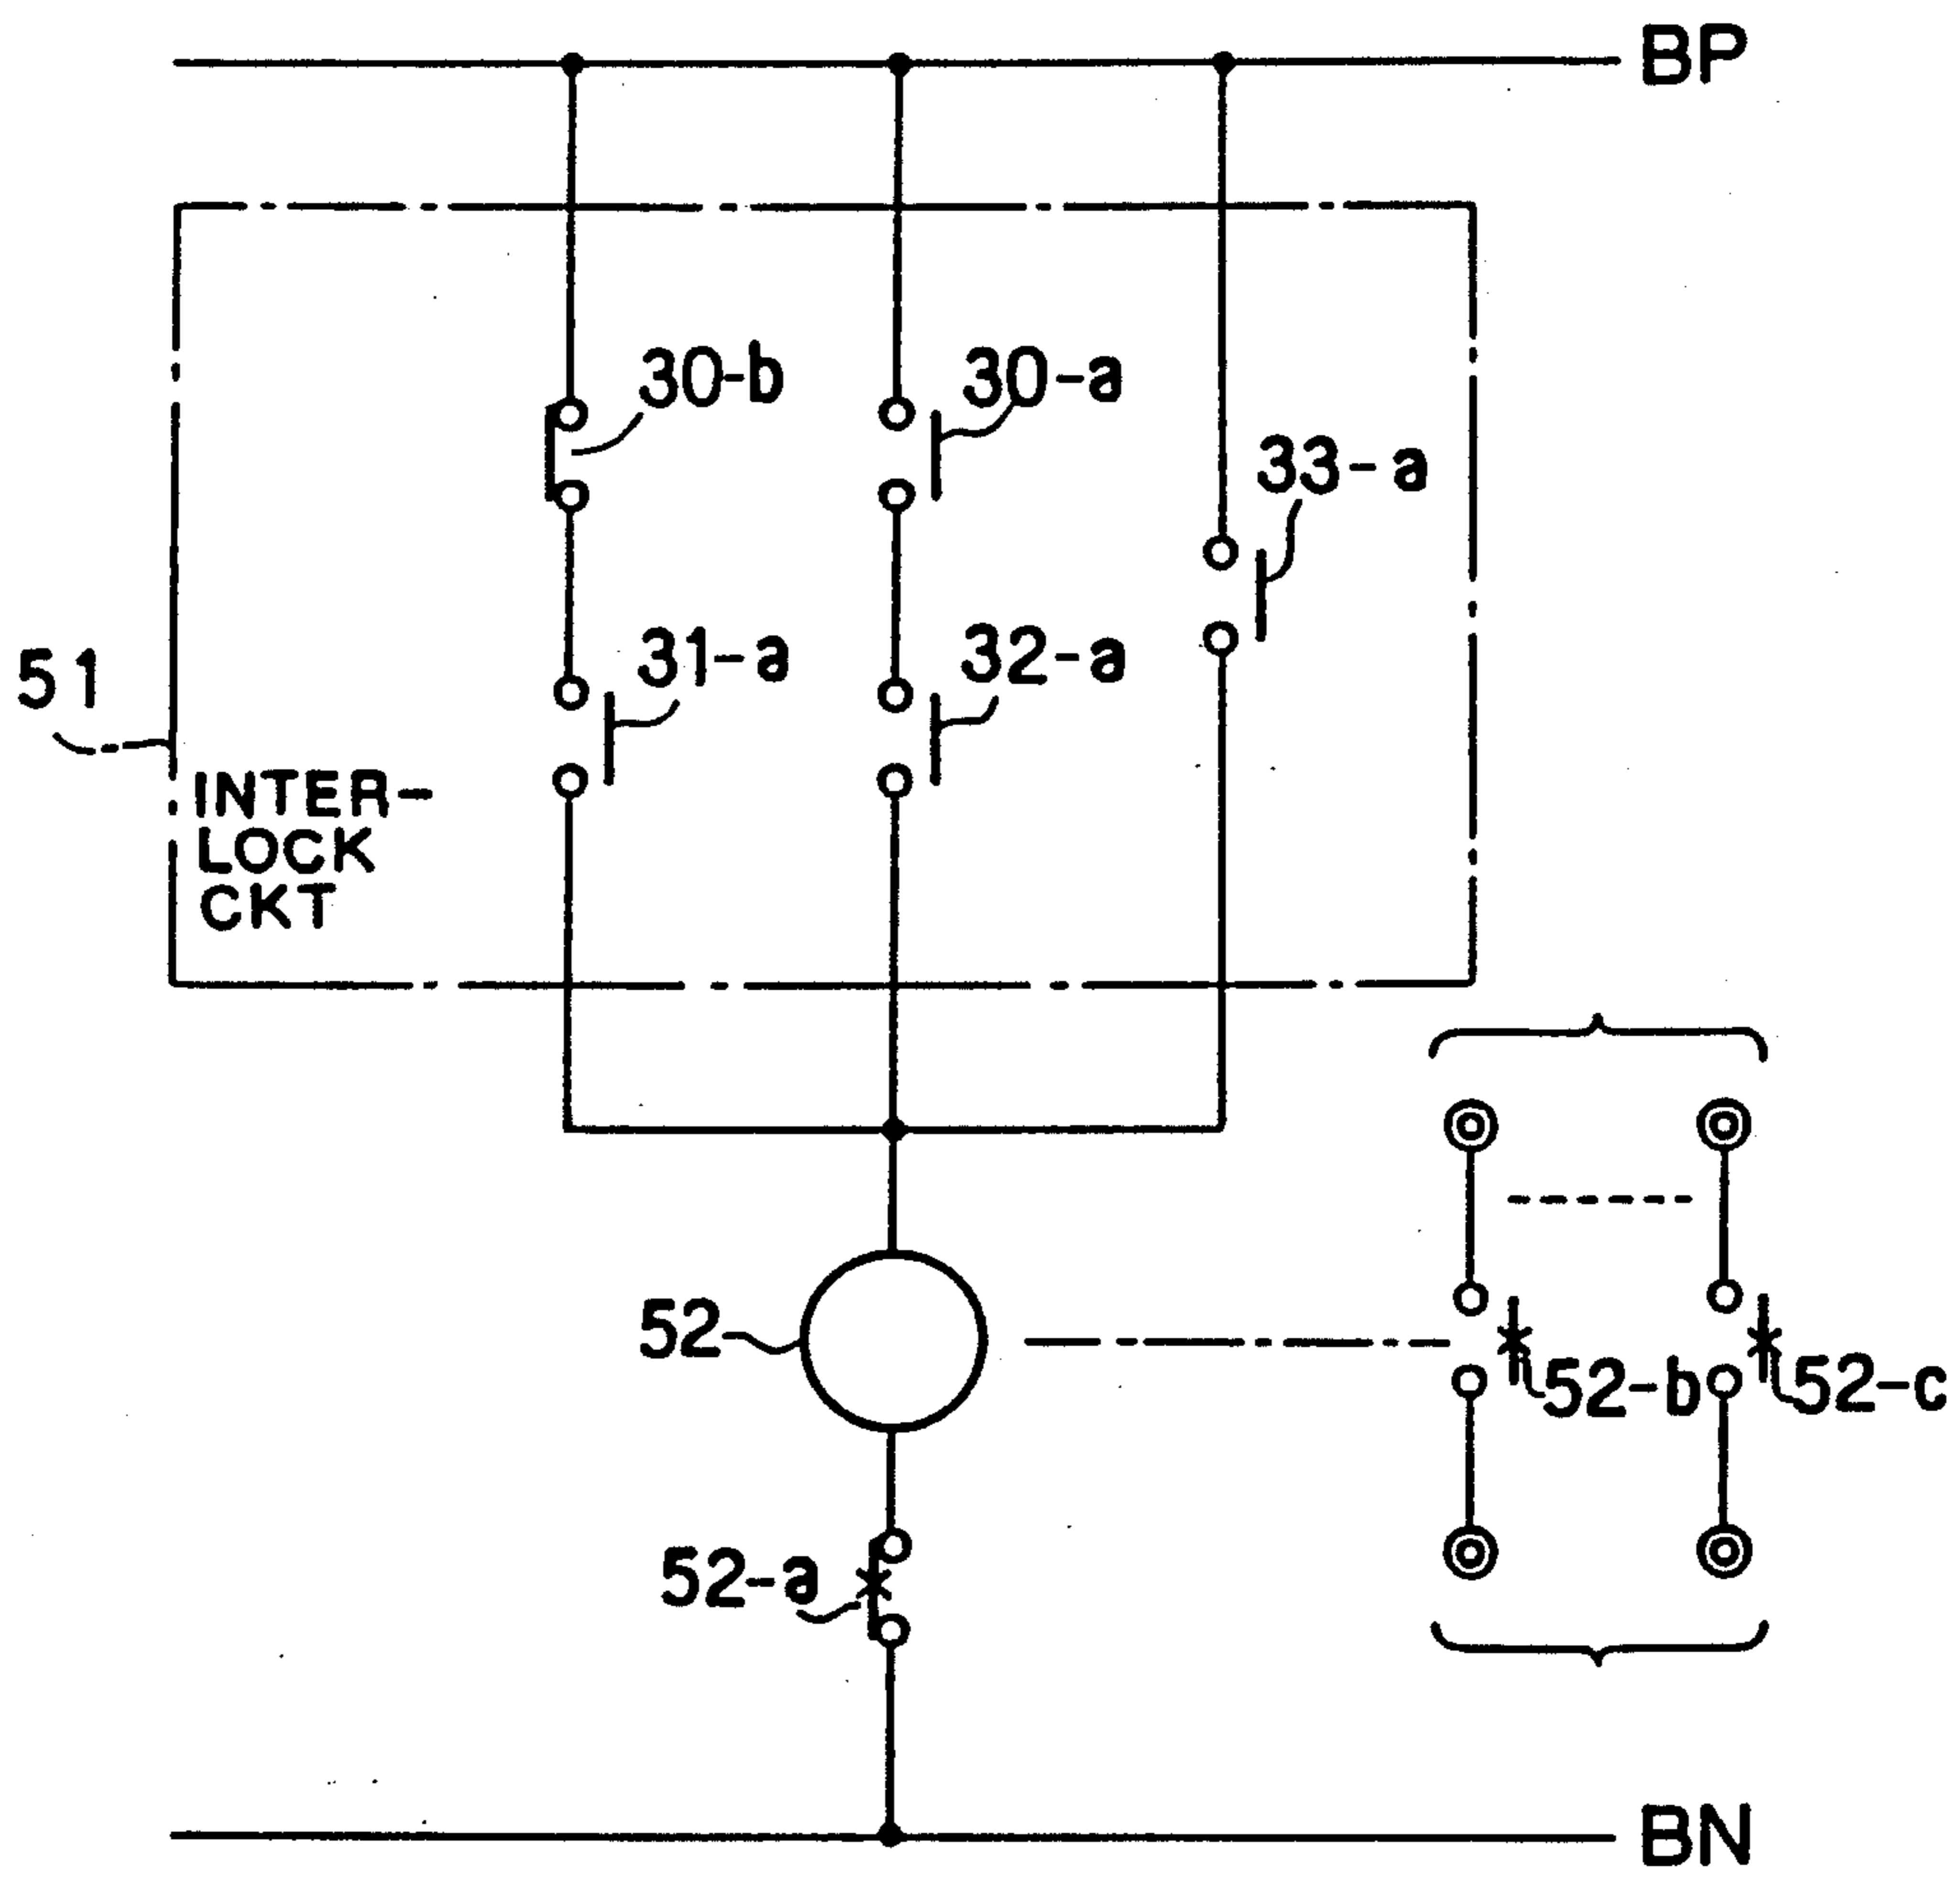 BP
30-b
30-a
33-a
31-a
32-a
51
INTER-
LOCK
CKT
52
52-b
52-c
52-a
BN